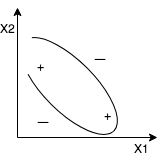 X2
—
+
+
—
X1